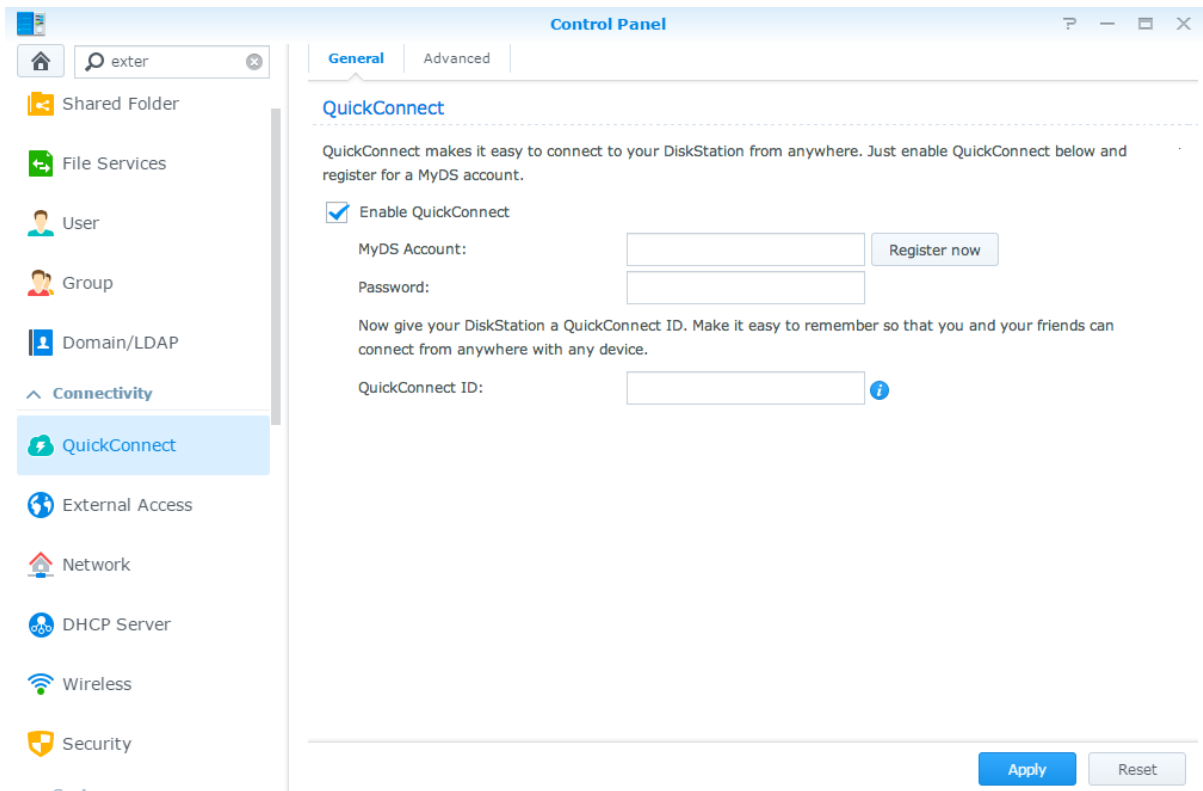 Control Panel
exter
Shared Folder
File Services
User
Group
Domain/LDAP
Connectivity
QuickConnect
External Access
Network
DHCP Server
Wireless
Security
General
Advanced
QuickConnect
QuickConnect makes it easy to connect to your DiskStation from anywhere. Just enable QuickConnect below and
register for a MyDS account.
Enable QuickConnect
MyDS Account:
Register now
Password:
Now give your DiskStation a QuickConnect ID. Make it easy to remember so that you and your friends can
connect from anywhere with any device.
QuickConnect ID:
Apply
Reset